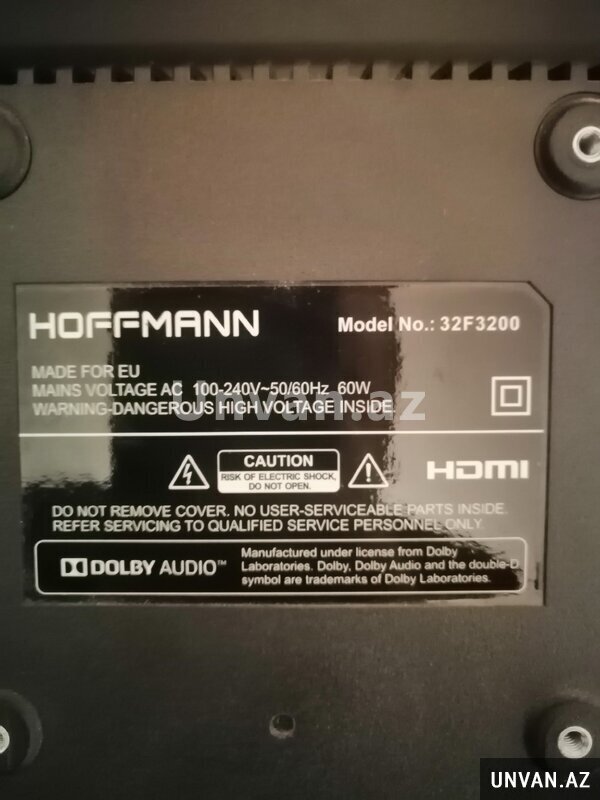 HOFFMANN
Model No.: 32F3200
MADE FOR EU
MAINS VOLTAGE AC 100-240V~50/60Hz 60W
WARNING-DANGEROUS HIGH VOLTAGE INSIDE.
Unvan.az
CAUTION
RISK OF ELECTRIC SHOCK,
DO NOT OPEN.
HDMI
DO NOT REMOVE COVER. NO USER-SERVICEABLE PARTS INSIDE.
REFER SERVICING TO QUALIFIED SERVICE PERSONNEL ONLY.
DOLBY AUDIO™
Manufactured under license from Dolby
Laboratories. Dolby, Dolby Audio and the double-D
symbol are trademarks of Dolby Laboratories.
UNVAN.AZ